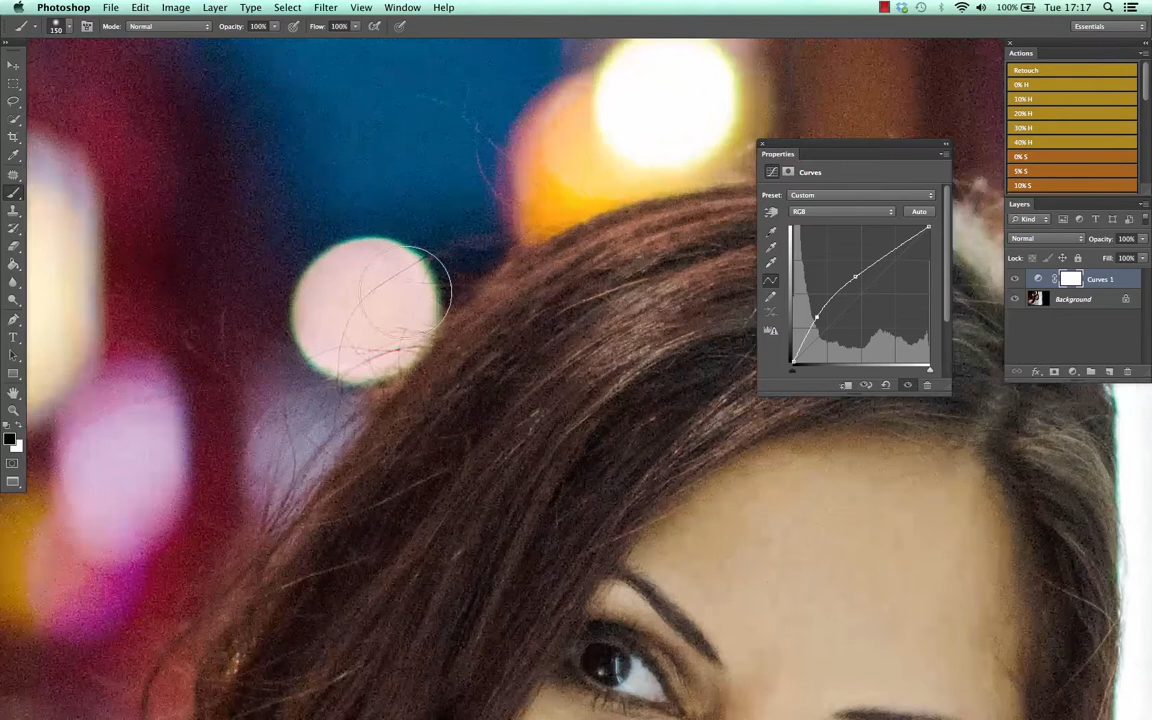 Photoshop File Edit Image Layer Type Select Filter View Window Help 100% Tue 17:17
150 Mode: Normal Opacity: 100% Flow: 100% Essentials
Actions
Retouch
0% H
10% H
20% H
30% H
40% H
0% S
5% S
10% S
Properties
Curves
Preset: Custom
RGB Auto
Layers
Kind
Normal Opacity: 100%
Lock: Fill: 100%
Curves 1
Background